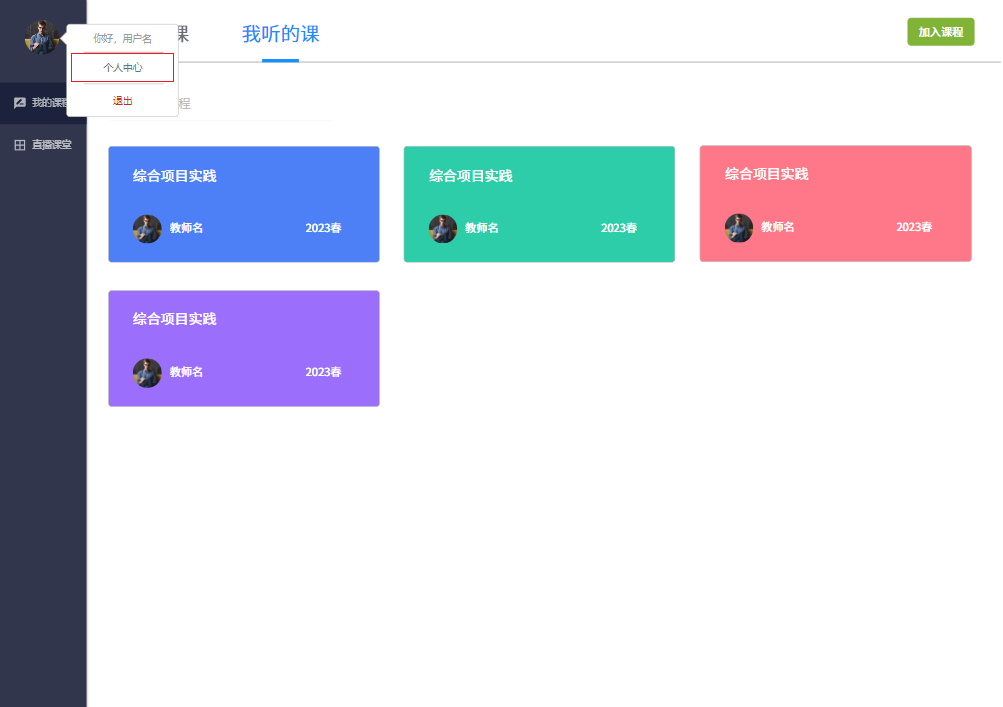 你好，用户名
个人中心
退出
课
我听的课
加入课程
我的课程
直播课堂
程
综合项目实践
教师名
2023春
综合项目实践
教师名
2023春
综合项目实践
教师名
2023春
综合项目实践
教师名
2023春